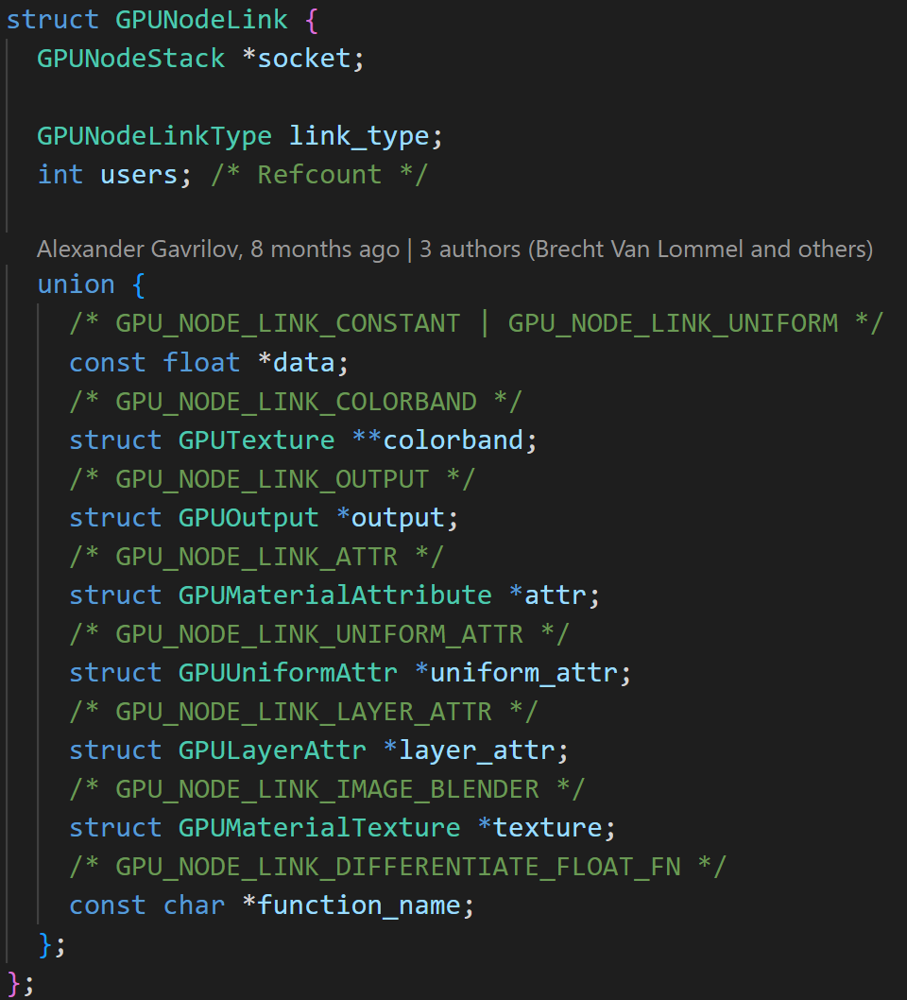 struct GPUNodeLink {
GPUNodeStack *socket;
GPUNodeLinkType link_type;
int users; /* Refcount */
Alexander Gavrilov, 8 months ago | 3 authors (Brecht Van Lommel and others)
union {
/* GPU_NODE_LINK_CONSTANT | GPU_NODE_LINK_UNIFORM */
const float *data;
/* GPU_NODE_LINK_COLORBAND */
struct GPUTexture **colorband;
/* GPU_NODE_LINK_OUTPUT */
struct GPUOutput *output;
/* GPU_NODE_LINK_ATTR */
struct GPUMaterialAttribute *attr;
/* GPU_NODE_LINK_UNIFORM_ATTR */
struct GPUUniformAttr *uniform_attr;
/* GPU_NODE_LINK_LAYER_ATTR */
struct GPULayerAttr *layer_attr;
/* GPU_NODE_LINK_IMAGE_BLENDER */
struct GPUMaterialTexture *texture;
/* GPU_NODE_LINK_DIFFERENTIATE_FLOAT_FN */
const char *function_name;
};
};